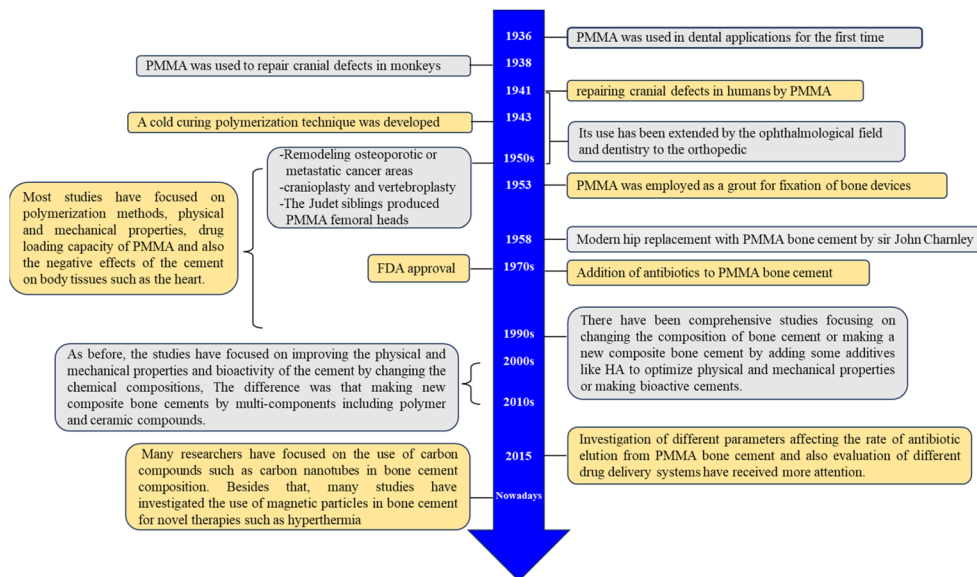 1936
PMMA was used in dental applications for the first time
1938
PMMA was used to repair cranial defects in monkeys
1941
repairing cranial defects in humans by PMMA
1943
A cold curing polymerization technique was developed
Its use has been extended by the ophthalmological field
and dentistry to the orthopedic
1950s
-Remodeling osteoporotic or
metastatic cancer areas
-cranioplasty and vertebroplasty
-The Judet siblings produced
PMMA femoral heads
1953
PMMA was employed as a grout for fixation of bone devices
Most studies have focused on
polymerization methods, physical
and mechanical properties, drug
loading capacity of PMMA and also
the negative effects of the cement
on body tissues such as the heart.
1958
Modern hip replacement with PMMA bone cement by sir John Charnley
1970s
FDA approval
Addition of antibiotics to PMMA bone cement
1990s
There have been comprehensive studies focusing on
changing the composition of bone cement or making a
new composite bone cement by adding some additives
like HA to optimize physical and mechanical properties
or making bioactive cements.
2000s
As before, the studies have focused on improving the physical and
mechanical properties and bioactivity of the cement by changing the
chemical compositions, The difference was that making new
composite bone cements by multi-components including polymer
and ceramic compounds.
2010s
2015
Investigation of different parameters affecting the rate of antibiotic
elution from PMMA bone cement and also evaluation of different
drug delivery systems have received more attention.
Many researchers have focused on the use of carbon
compounds such as carbon nanotubes in bone cement
composition. Besides that, many studies have
investigated the use of magnetic particles in bone cement
for novel therapies such as hyperthermia
Nowadays